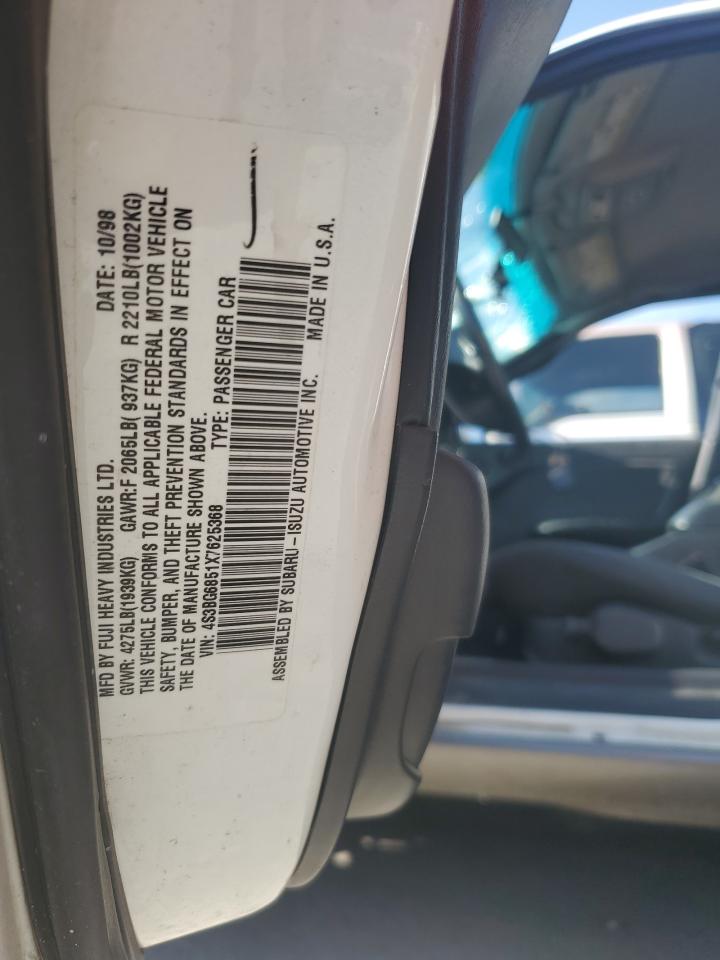 MFD BY FUJI HEAVY INDUSTRIES LTD. DATE: 10/98
GVWR: 4275LB(1939KG) GAWR:F 2065LB( 937KG) R 2210LB(1002KG)
THIS VEHICLE CONFORMS TO ALL APPLICABLE FEDERAL MOTOR VEHICLE
SAFETY, BUMPER, AND THEFT PREVENTION STANDARDS IN EFFECT ON
THE DATE OF MANUFACTURE SHOWN ABOVE.
VIN: 4S3BG6851X7625368 TYPE: PASSENGER CAR
ASSEMBLED BY SUBARU-ISUZU AUTOMOTIVE INC. MADE IN U.S.A.